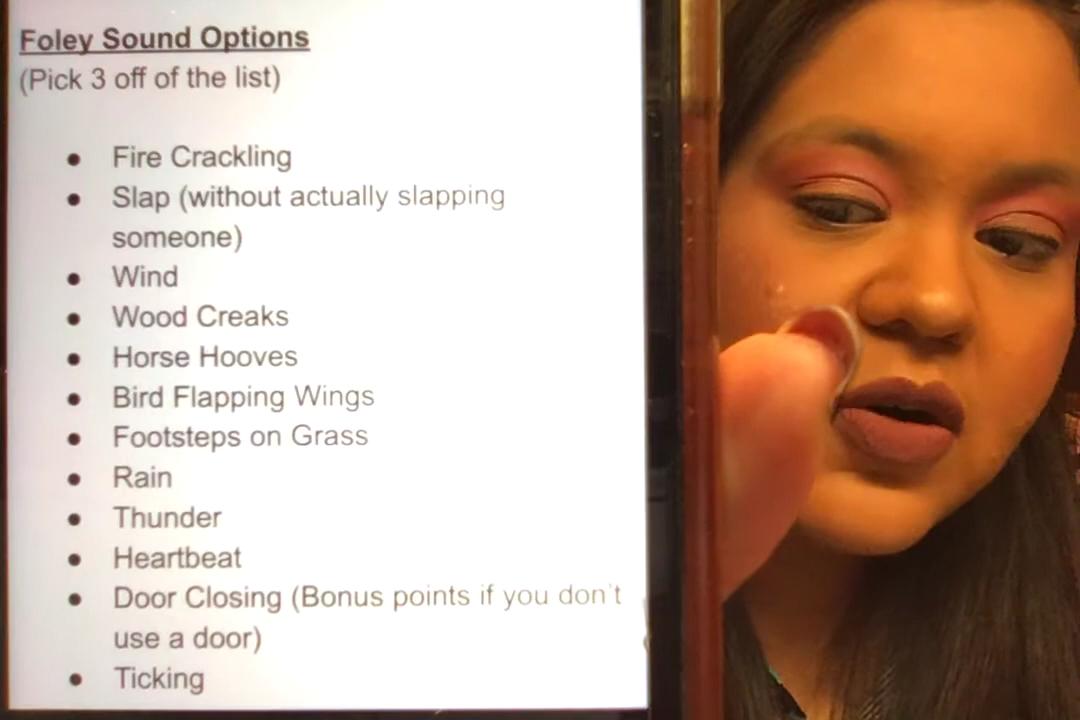 Foley Sound Options
(Pick 3 off of the list)
• Fire Crackling
• Slap (without actually slapping
someone)
• Wind
• Wood Creaks
• Horse Hooves
• Bird Flapping Wings
• Footsteps on Grass
• Rain
• Thunder
• Heartbeat
• Door Closing (Bonus points if you don't
use a door)
• Ticking